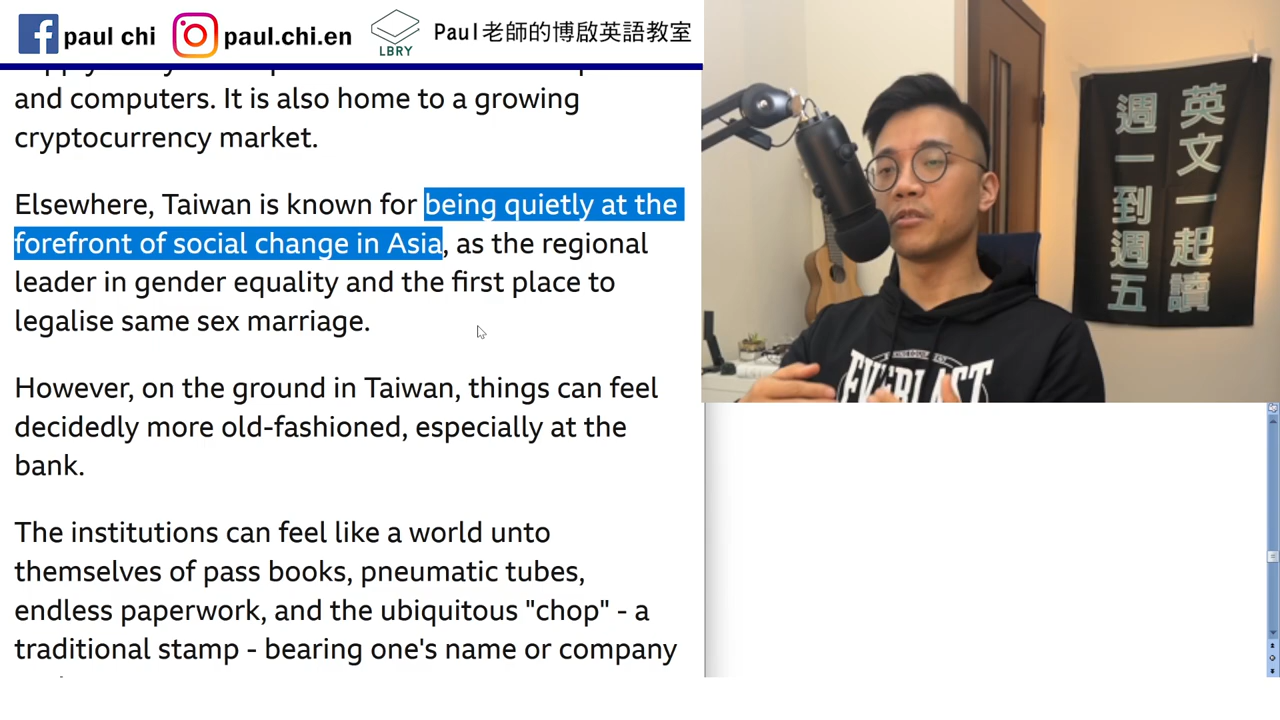 paul chi
paul.chi.en
LBRY
Paul老師的博啟英語教室
and computers. It is also home to a growing
cryptocurrency market.
Elsewhere, Taiwan is known for being quietly at the
forefront of social change in Asia, as the regional
leader in gender equality and the first place to
legalise same sex marriage.
However, on the ground in Taiwan, things can feel
decidedly more old-fashioned, especially at the
bank.
The institutions can feel like a world unto
themselves of pass books, pneumatic tubes,
endless paperwork, and the ubiquitous "chop" - a
traditional stamp - bearing one's name or company
英文一起讀
週一到週五
EVERLAST